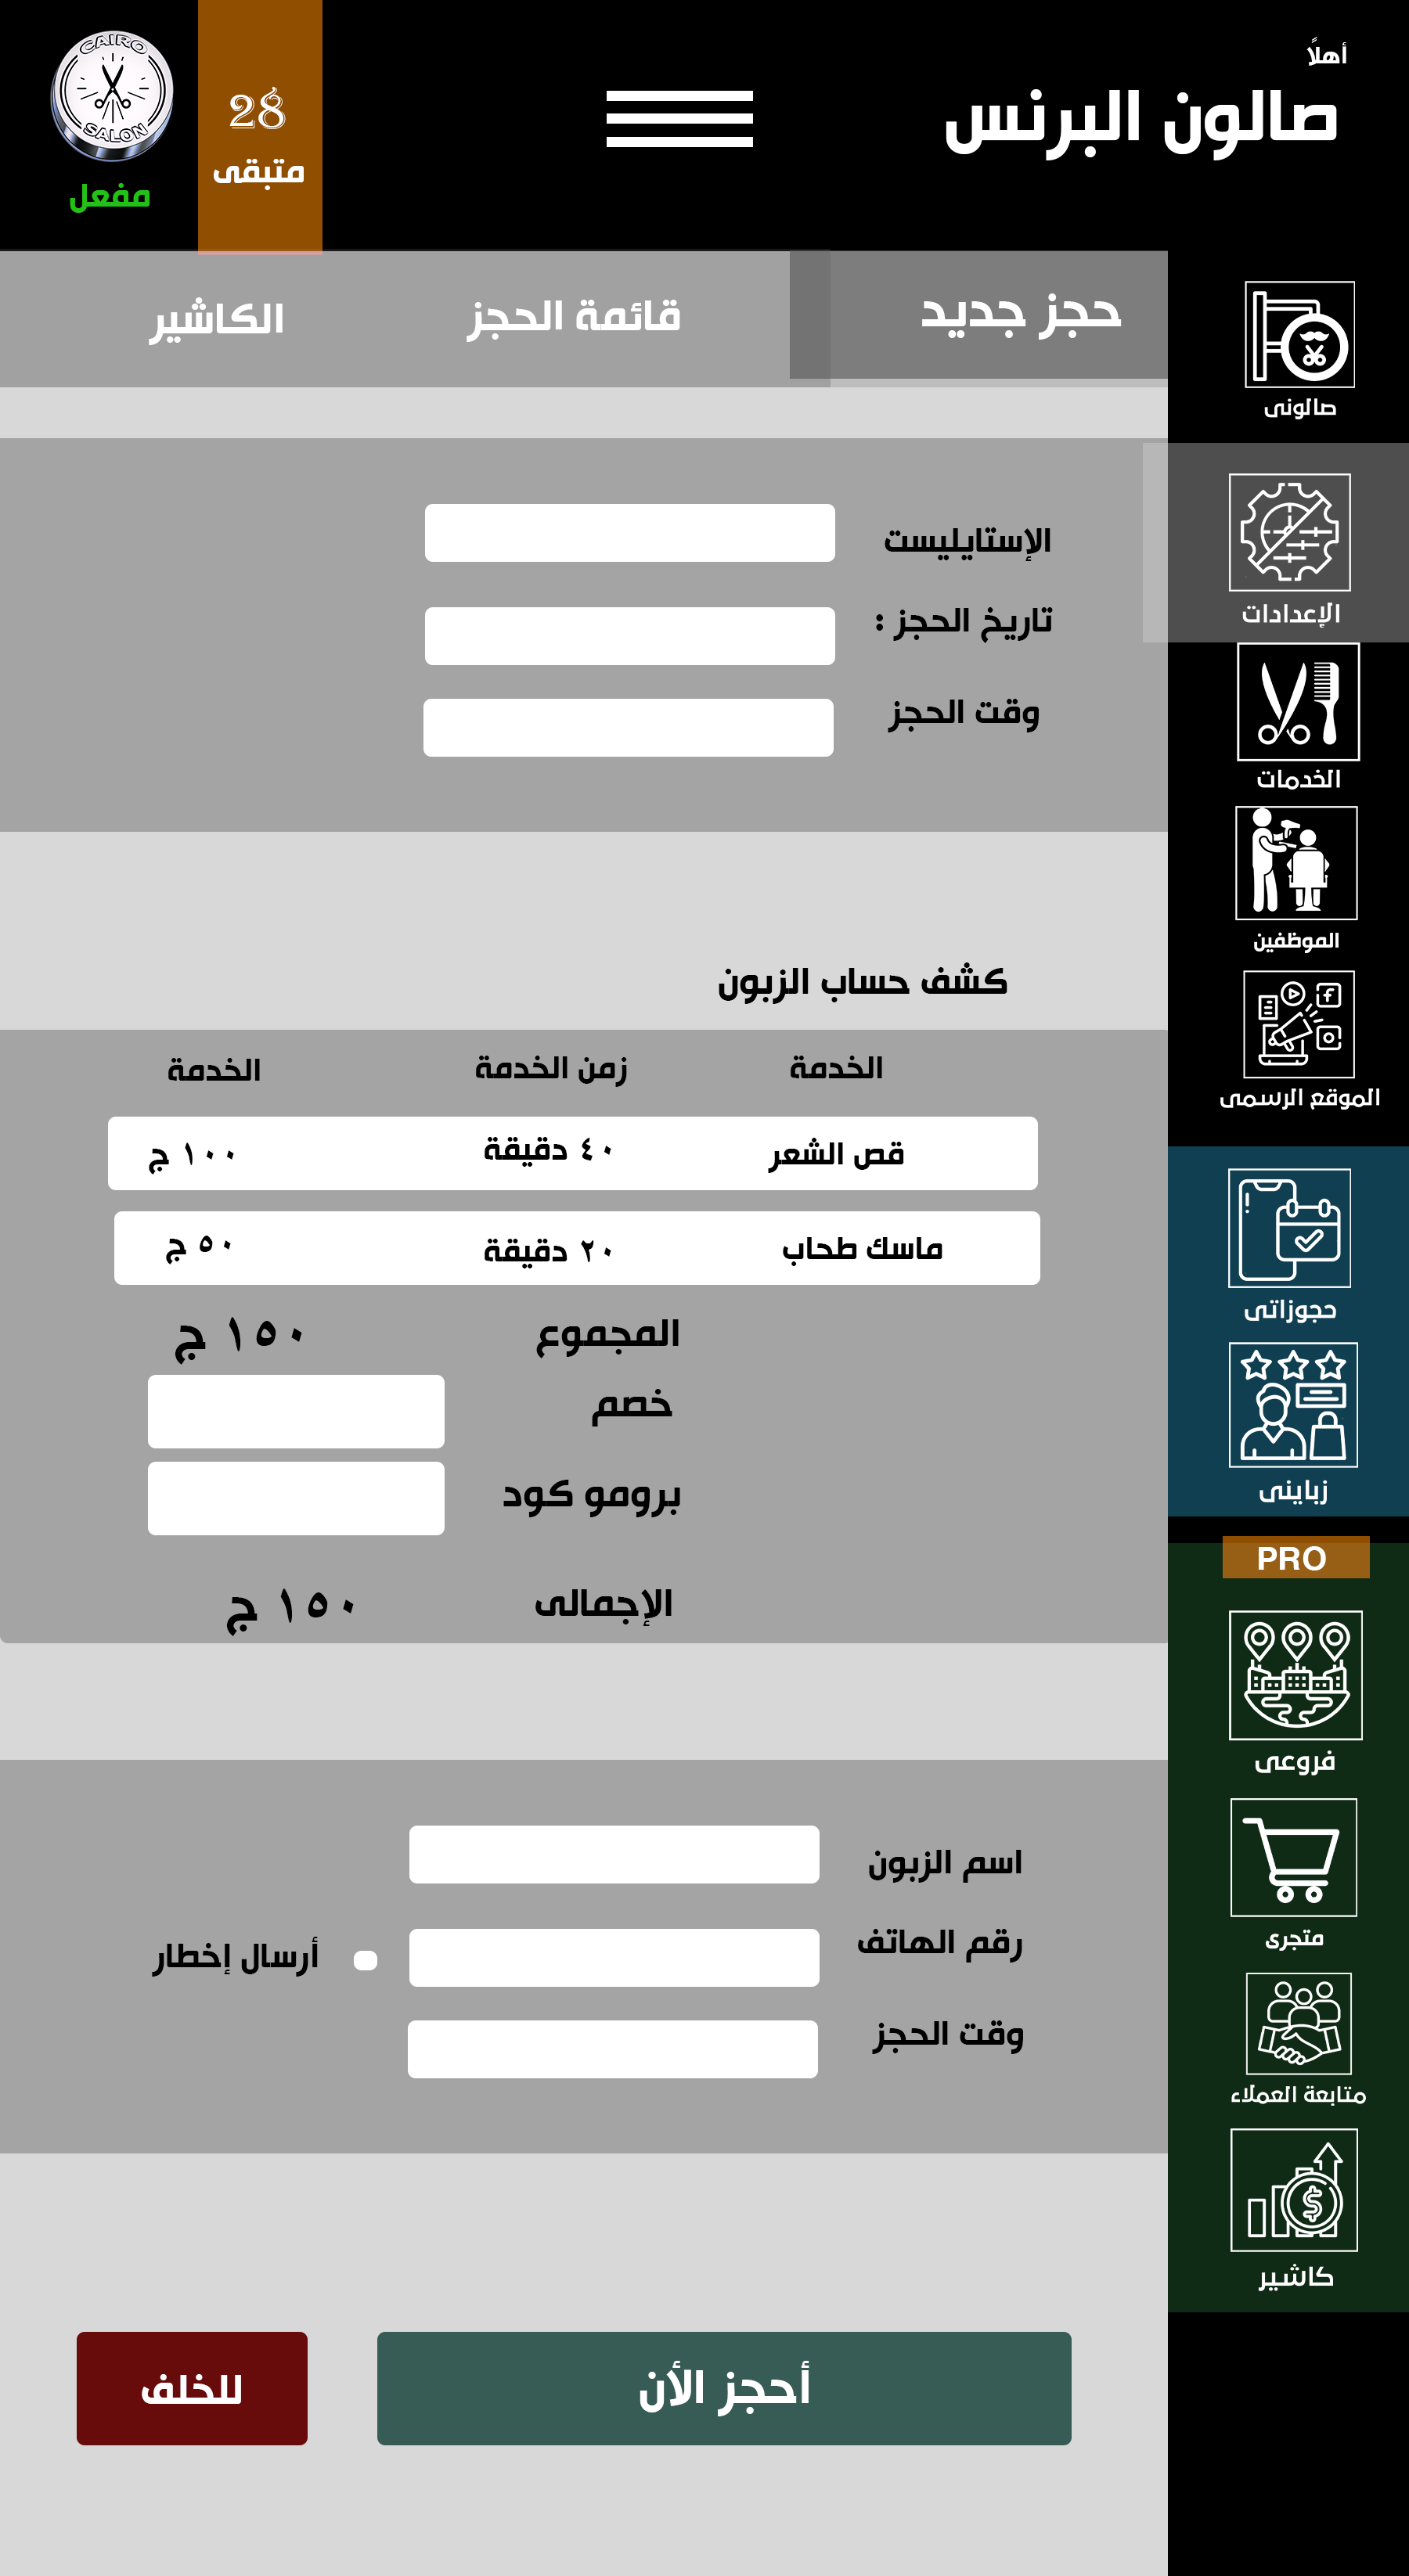 أهلاً
صالون البرنس
28
متبقى
CAIRO
SALON
مفعل
حجز جديد
قائمة الحجز
الكاشير
صالونى
الإعدادات
الخدمات
الموظفين
الموقع الرسمى
حجوزاتى
زباينى
PRO
فروعى
متجرى
متابعة العملاء
كاشير
الإستايليست
تاريخ الحجز :
وقت الحجز
كشف حساب الزبون
الخدمة زمن الخدمة الخدمة
قص الشعر ٤٠ دقيقة ١٠٠ ج
ماسك طحاب ٢٠ دقيقة ٥٠ ج
المجموع ١٥٠ ج
خصم
برومو كود
الإجمالى ١٥٠ ج
اسم الزبون
رقم الهاتف أرسال إخطار
وقت الحجز
أحجز الأن
للخلف